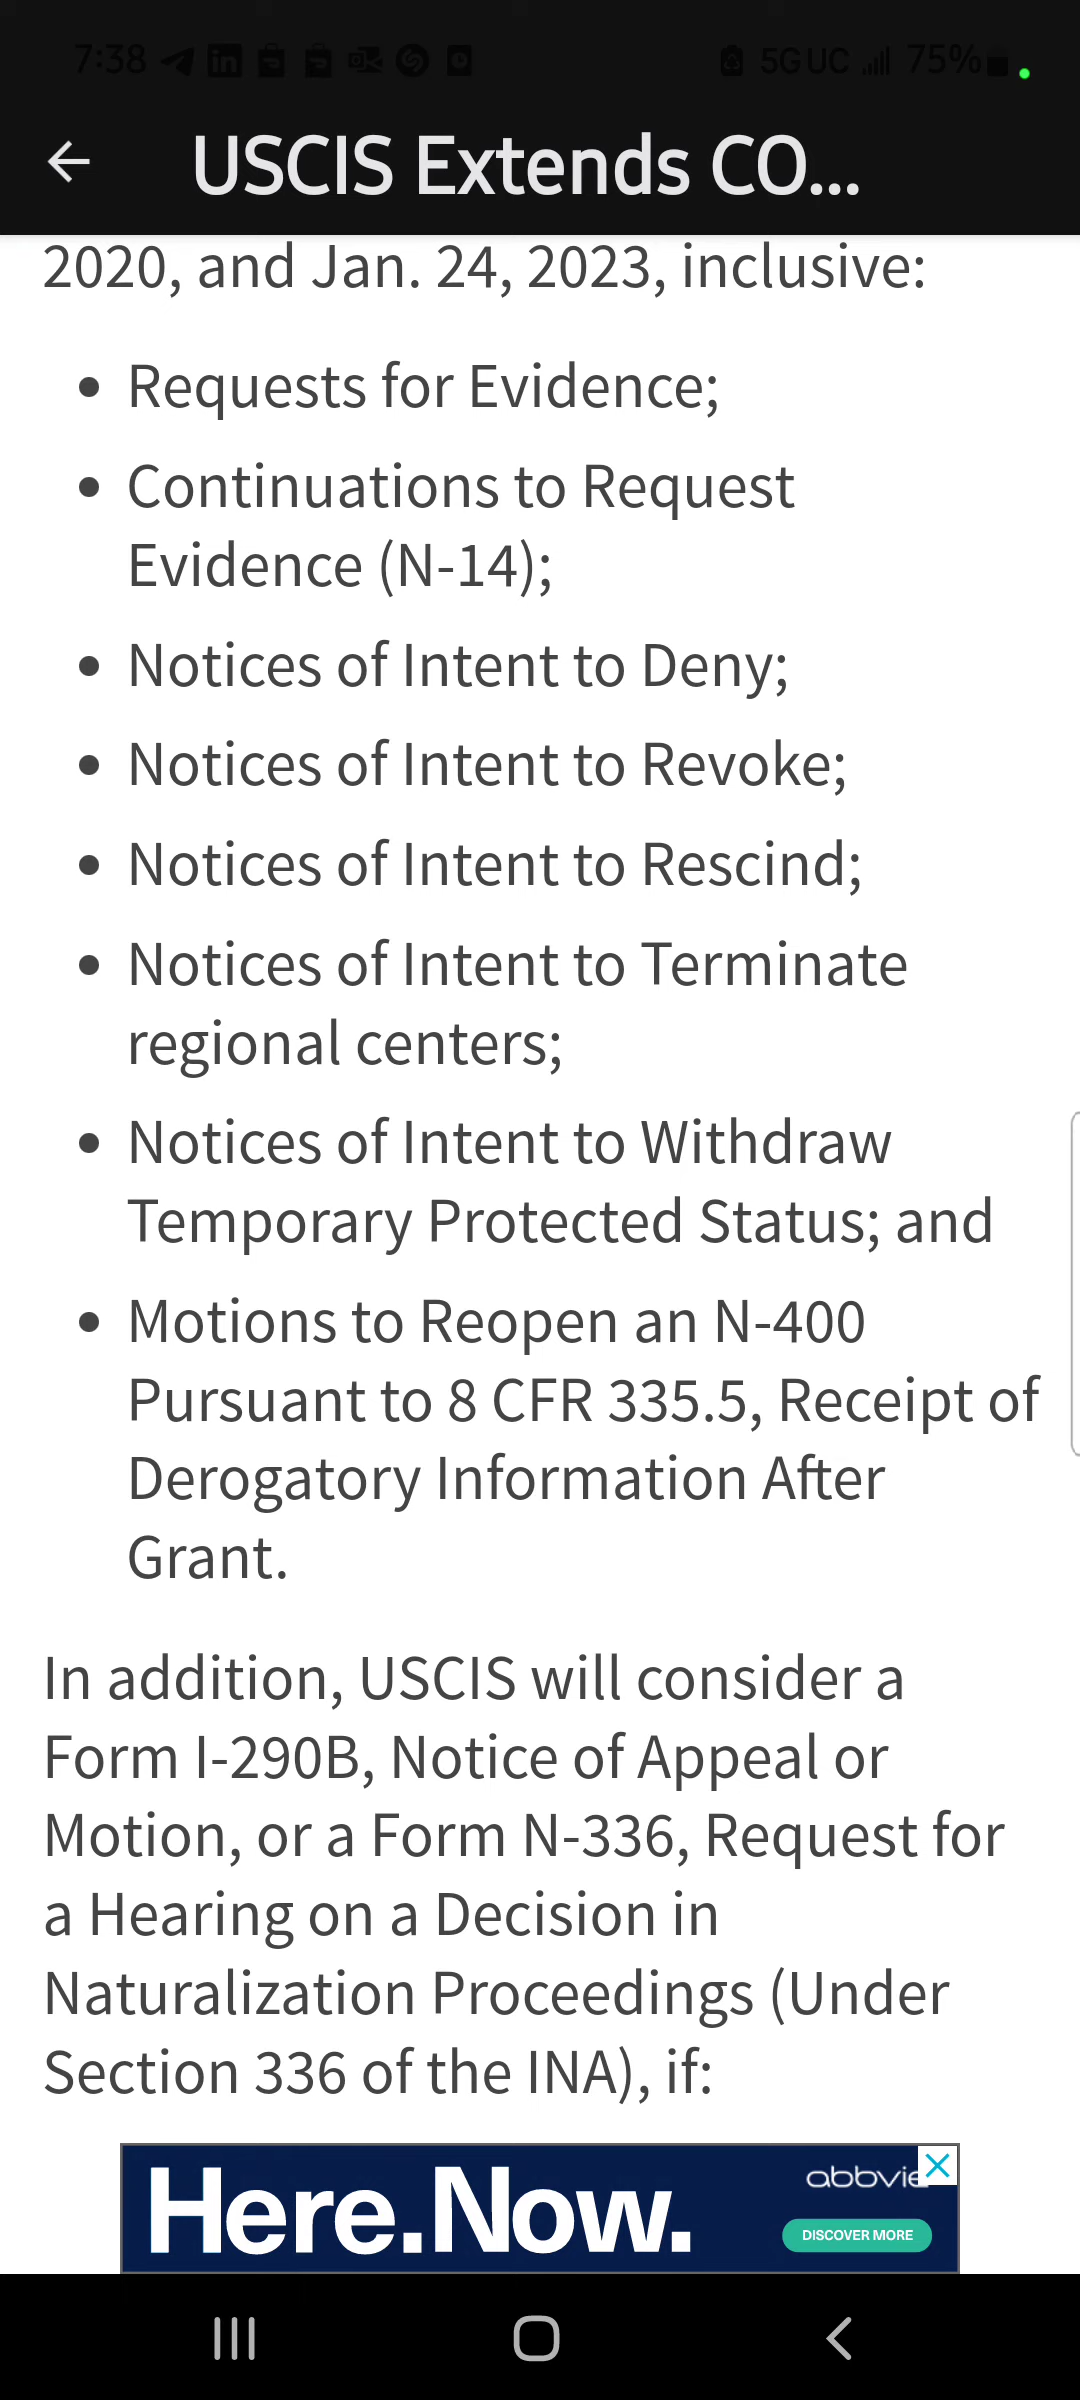 7:38
5G UC 75%
USCIS Extends CO...
2020, and Jan. 24, 2023, inclusive:
• Requests for Evidence;
• Continuations to Request
Evidence (N-14);
• Notices of Intent to Deny;
• Notices of Intent to Revoke;
• Notices of Intent to Rescind;
• Notices of Intent to Terminate
regional centers;
• Notices of Intent to Withdraw
Temporary Protected Status; and
• Motions to Reopen an N-400
Pursuant to 8 CFR 335.5, Receipt of
Derogatory Information After
Grant.
In addition, USCIS will consider a
Form I-290B, Notice of Appeal or
Motion, or a Form N-336, Request for
a Hearing on a Decision in
Naturalization Proceedings (Under
Section 336 of the INA), if:
Here.Now.
abbvie
DISCOVER MORE